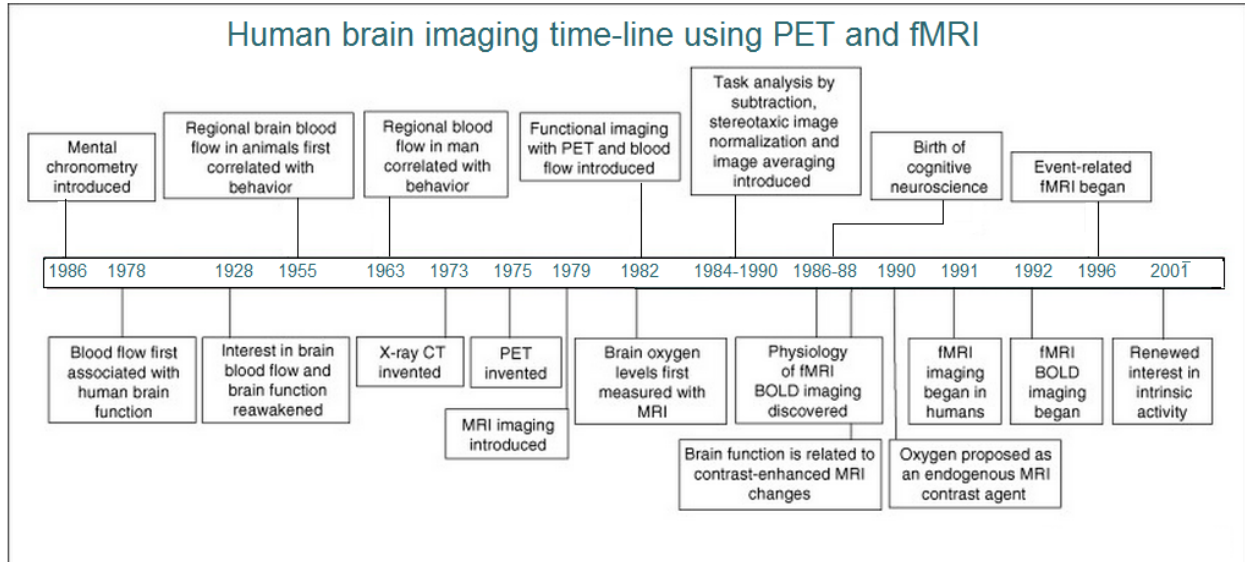 Human brain imaging time-line using PET and fMRI
Mental
chronometry
introduced
Regional brain blood
flow in animals first
correlated with
behavior
Regional blood
flow in man
correlated with
behavior
Functional imaging
with PET and blood
flow introduced
Task analysis by
subtraction,
stereotaxic image
normalization and
image averaging
introduced
Birth of
cognitive
neuroscience
Event-related
fMRI began
1986 1978 1928 1955 1963 1973 1975 1979 1982 1984-1990 1986-88 1990 1991 1992 1996 2001
Blood flow first
associated with
human brain
function
Interest in brain
blood flow and
brain function
reawakened
X-ray CT
invented
PET
invented
MRI imaging
introduced
Brain oxygen
levels first
measured with
MRI
Physiology
of fMRI
BOLD imaging
discovered
Brain function is related to
contrast-enhanced MRI
changes
Oxygen proposed as
an endogenous MRI
contrast agent
fMRI
imaging
began in
humans
fMRI
BOLD
imaging
began
Renewed
interest in
intrinsic
activity